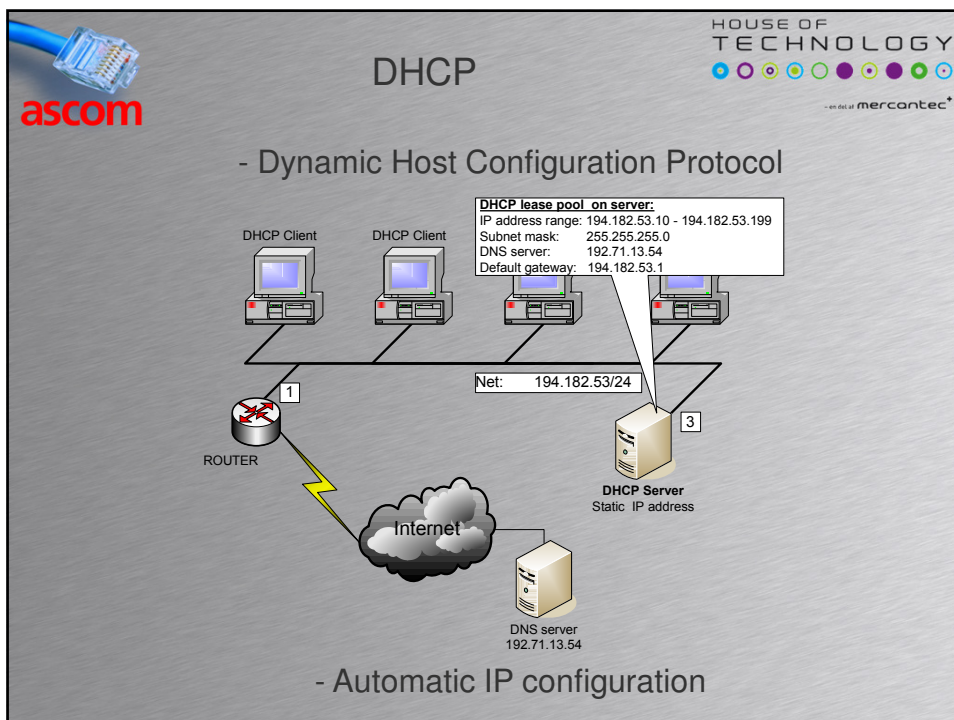 HOUSE OF
TECHNOLOGY
- en del af mercantec+
ascom
DHCP
- Dynamic Host Configuration Protocol
DHCP lease pool on server:
IP address range: 194.182.53.10 - 194.182.53.199
Subnet mask: 255.255.255.0
DNS server: 192.71.13.54
Default gateway: 194.182.53.1
DHCP Client
DHCP Client
Net: 194.182.53/24
1
3
ROUTER
DHCP Server
Static IP address
Internet
DNS server
192.71.13.54
- Automatic IP configuration